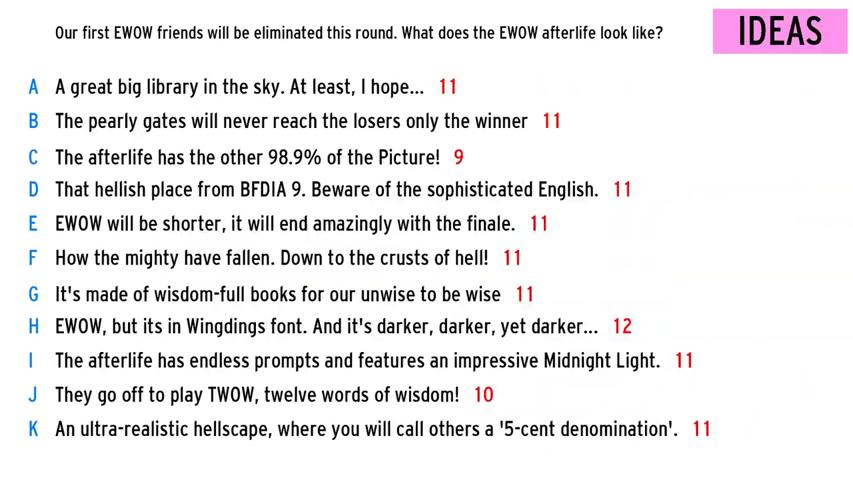 Our first EWOW friends will be eliminated this round. What does the EWOW afterlife look like?
IDEAS
A A great big library in the sky. At least, I hope... 11
B The pearly gates will never reach the losers only the winner 11
C The afterlife has the other 98.9% of the Picture! 9
D That hellish place from BFDIA 9. Beware of the sophisticated English. 11
E EWOW will be shorter, it will end amazingly with the finale. 11
F How the mighty have fallen. Down to the crusts of hell! 11
G It's made of wisdom-full books for our unwise to be wise 11
H EWOW, but its in Wingdings font. And it's darker, darker, yet darker... 12
I The afterlife has endless prompts and features an impressive Midnight Light. 11
J They go off to play TWOW, twelve words of wisdom! 10
K An ultra-realistic hellscape, where you will call others a '5-cent denomination'. 11